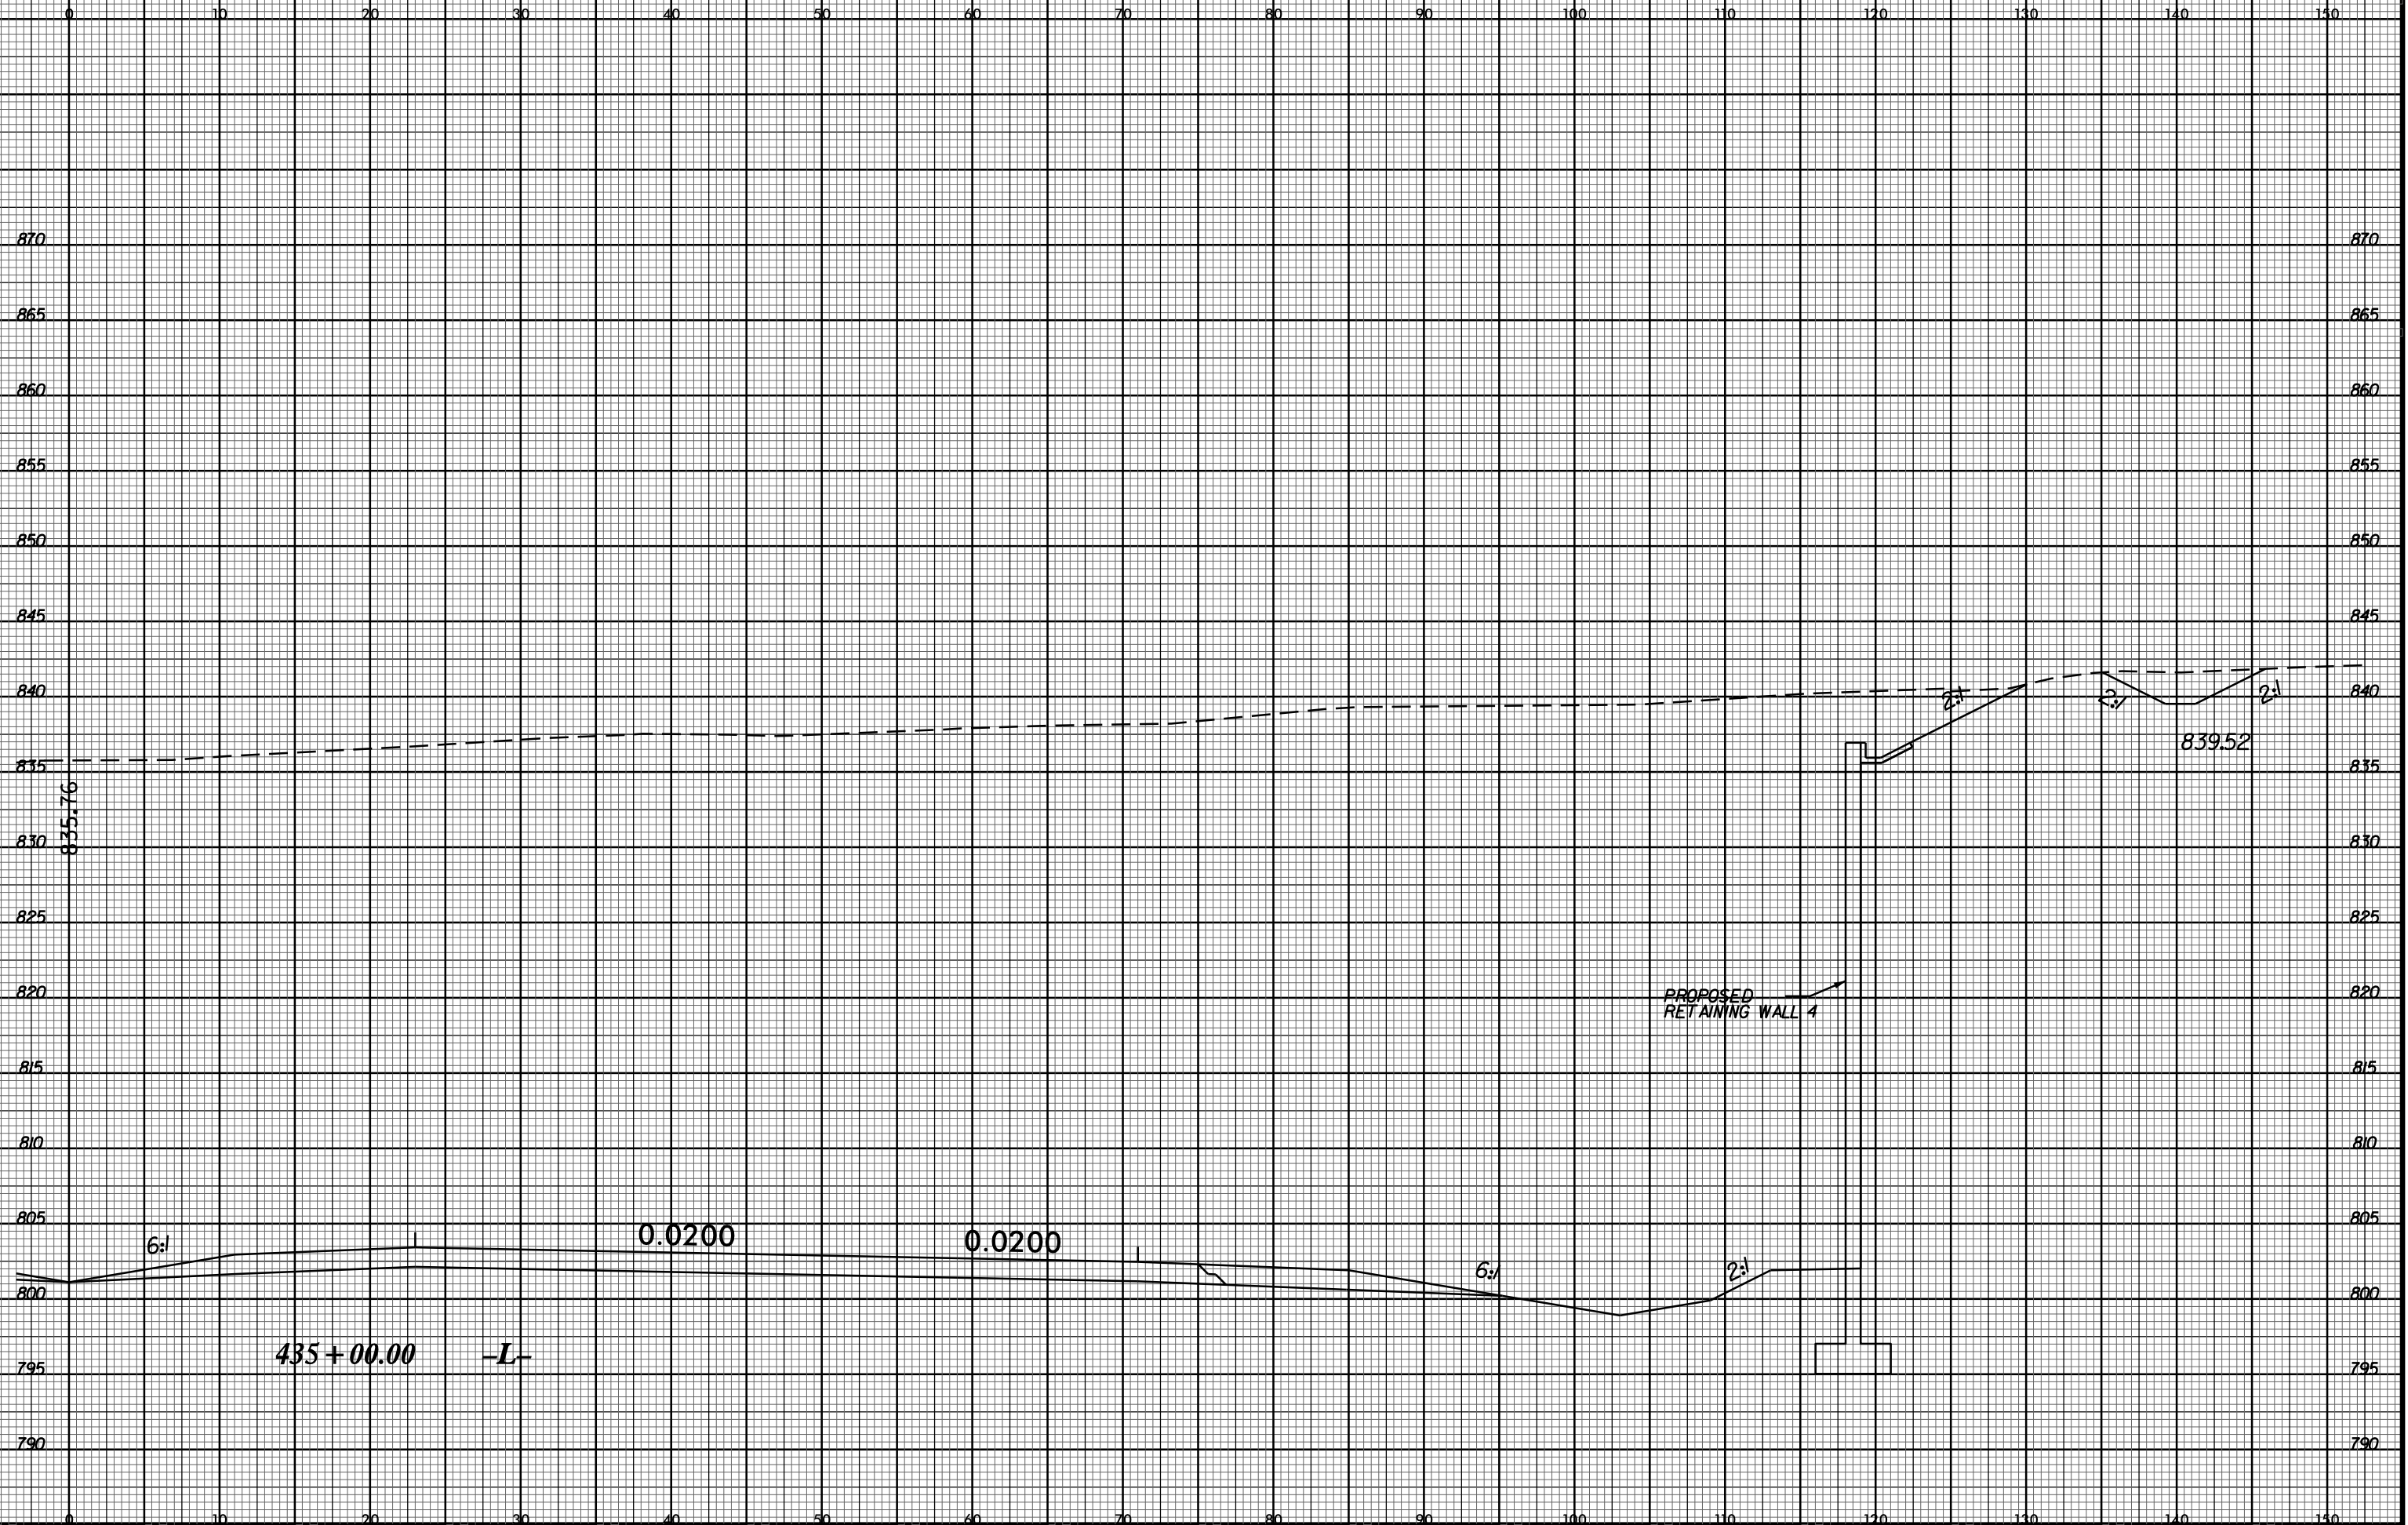 0 10 20 30 40 50 60 70 80 90 100 110 120 130 140 150
870 870
865 865
860 860
855 855
850 850
845 845
840 2:1 2:1 2:1 840
839.52
835 835
835.76
830 830
825 825
820 PROPOSED 820
RETAINING WALL 4
815 815
810 810
805 805
6:1 0.0200 0.0200 6:1 2:1
800 800
435+00.00 -L-
795 795
790 790
0 10 20 30 40 50 60 70 80 90 100 110 120 130 140 150